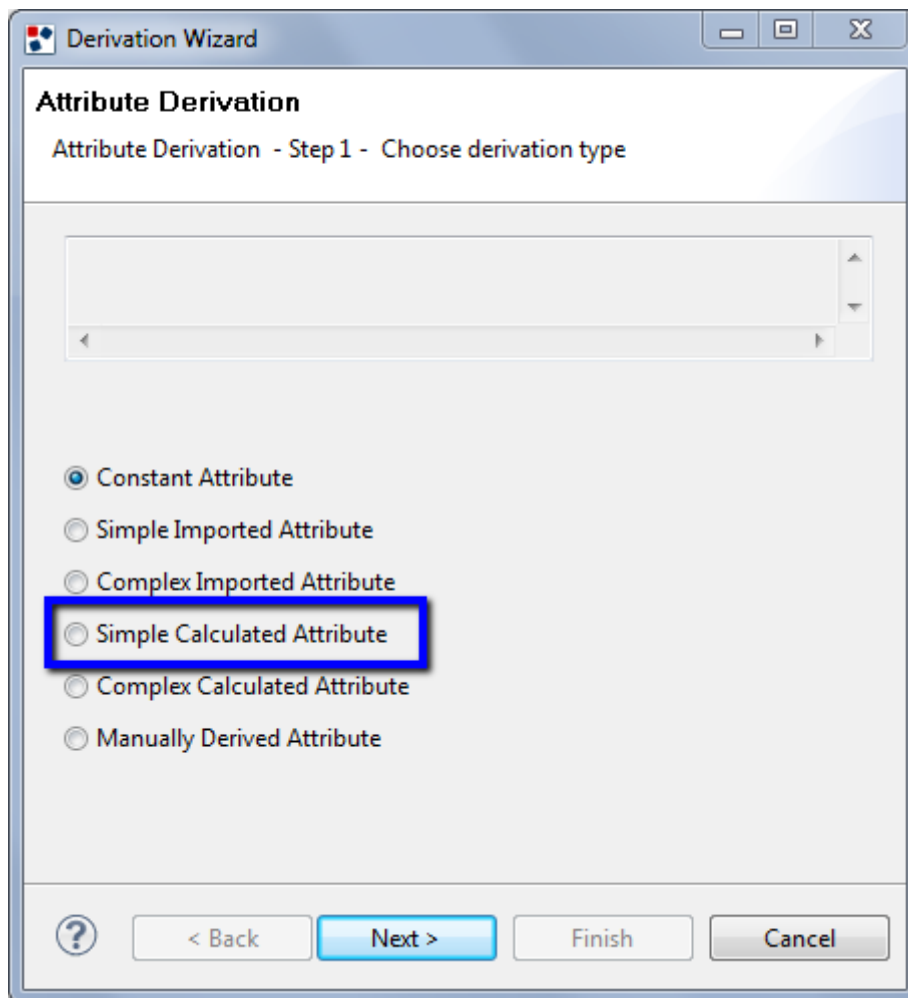 Derivation Wizard
Attribute Derivation
Attribute Derivation - Step 1 - Choose derivation type
Constant Attribute
Simple Imported Attribute
Complex Imported Attribute
Simple Calculated Attribute
Complex Calculated Attribute
Manually Derived Attribute
? < Back Next > Finish Cancel